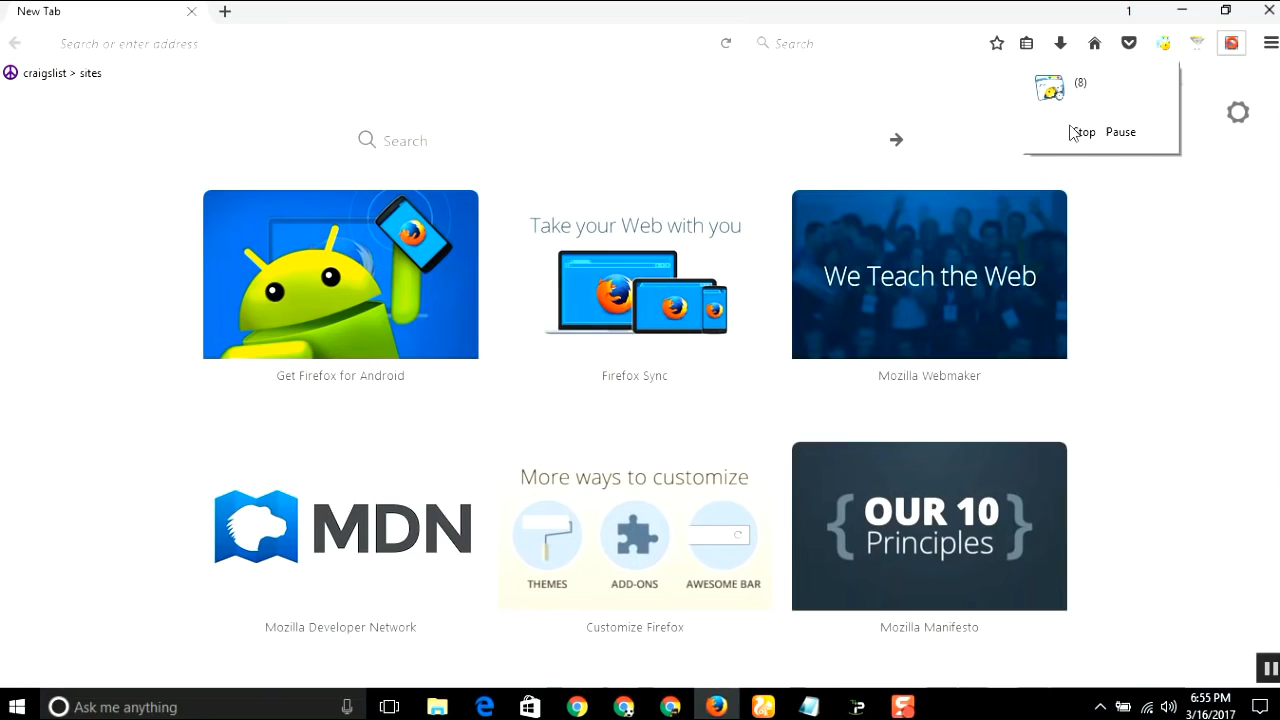 New Tab
1
Search or enter address
Search
craigslist > sites
(8)
Pause
Search
Take your Web with you
We Teach the Web
Get Firefox for Android
Firefox Sync
Mozilla Webmaker
MDN
More ways to customize
THEMES
ADD-ONS
AWESOME BAR
OUR 10
Principles
Mozilla Developer Network
Customize Firefox
Mozilla Manifesto
Ask me anything
6:55 PM
3/16/2017